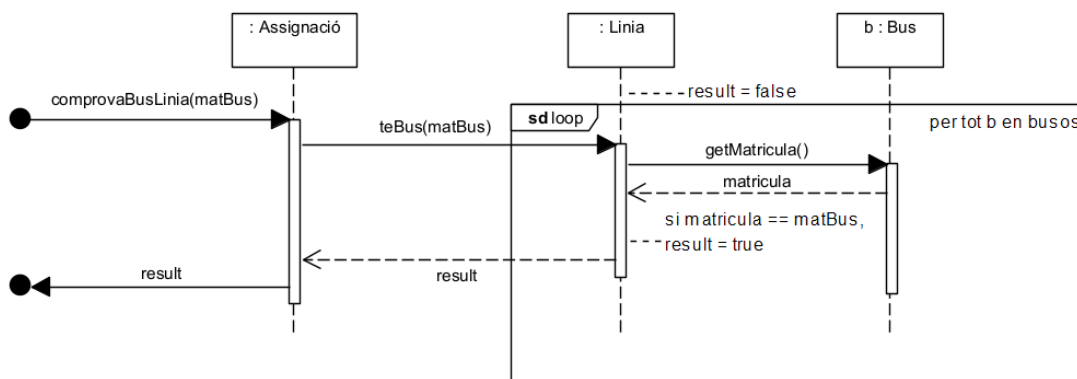 : Assignació
: Linia
b : Bus
result = false
comprovaBusLinia(matBus)
sd loop
per tot b en busos
teBus(matBus)
getMatricula()
matricula
si matricula == matBus,
result = true
result
result